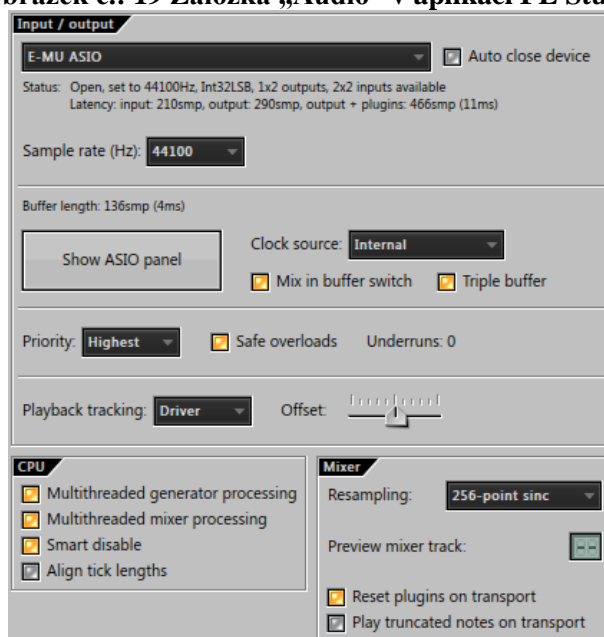 brázek č.: 19 Záložka „Audio“ v aplikaci FL Stu
Input / output
E-MU ASIO
Auto close device
Status: Open, set to 44100Hz, Int32LSB, 1x2 outputs, 2x2 inputs available
Latency: input: 210smp, output: 290smp, output + plugins: 466smp (11ms)
Sample rate (Hz): 44100
Buffer length: 136smp (4ms)
Show ASIO panel
Clock source: Internal
Mix in buffer switch
Triple buffer
Priority: Highest
Safe overloads
Underruns: 0
Playback tracking: Driver
Offset:
CPU
Multithreaded generator processing
Multithreaded mixer processing
Smart disable
Align tick lengths
Mixer
Resampling: 256-point sinc
Preview mixer track: --
Reset plugins on transport
Play truncated notes on transport